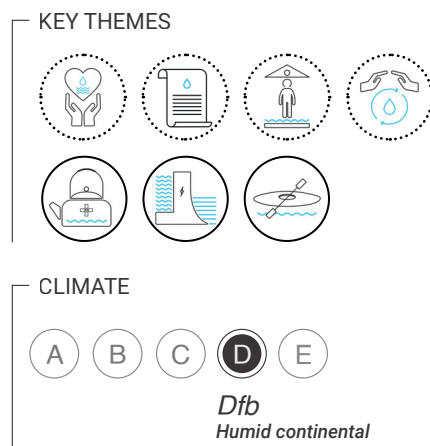 KEY THEMES
CLIMATE
A B C D E
Dfb
Humid continental